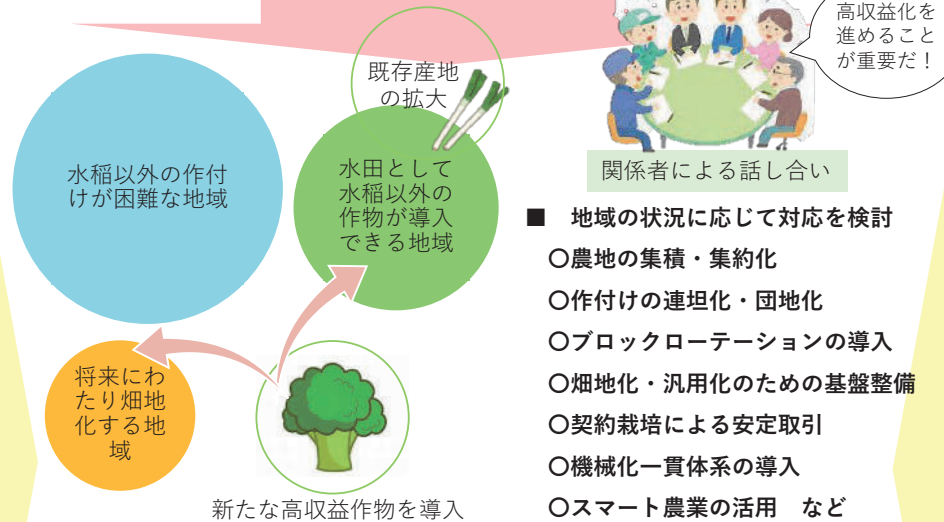 高収益化を
進めること
が重要だ！
既存産地
の拡大
水稲以外の作付
けが困難な地域
水田として
水稲以外の
作物が導入
できる地域
将来にわ
たり畑地
化する地
域
新たな高収益作物を導入
関係者による話し合い
■　地域の状況に応じて対応を検討
〇農地の集積・集約化
〇作付けの連坦化・団地化
〇ブロックローテーションの導入
〇畑地化・汎用化のための基盤整備
〇契約栽培による安定取引
〇機械化一貫体系の導入
〇スマート農業の活用　など